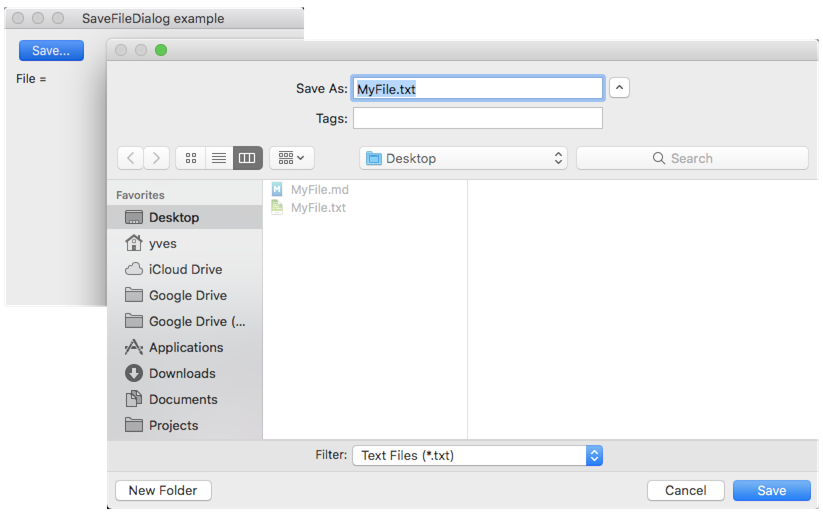 SaveFileDialog example
Save...
File =
Save As: MyFile.txt
Tags:
Desktop
Search
Favorites
Desktop
yves
iCloud Drive
Google Drive
Google Drive (...
Applications
Downloads
Documents
Projects
MyFile.md
MyFile.txt
Filter: Text Files (*.txt)
New Folder
Cancel
Save